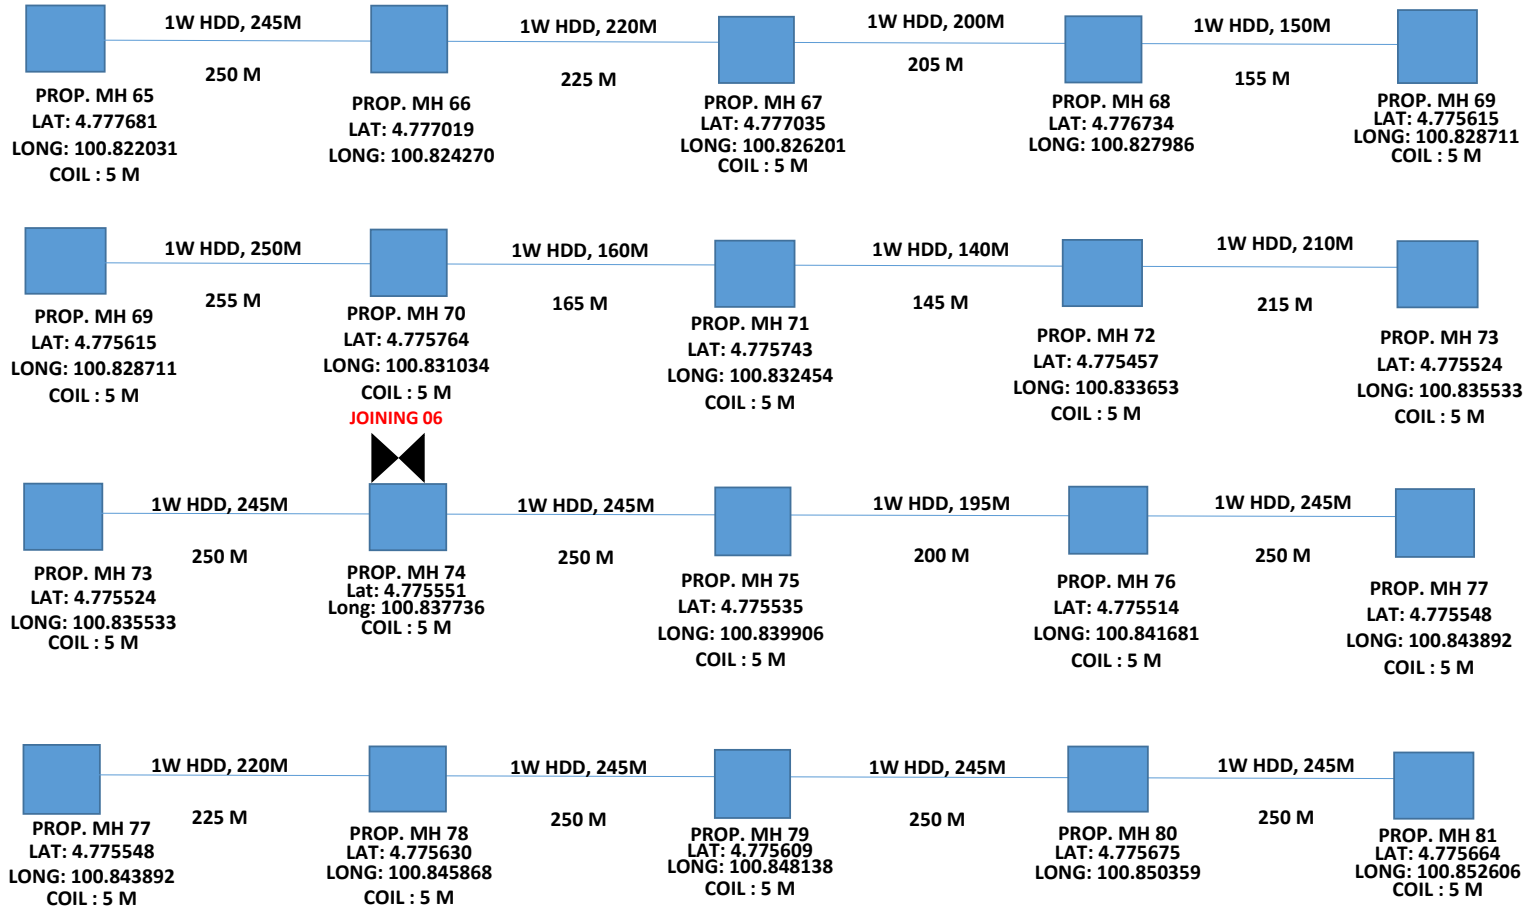 1W HDD, 245M
1W HDD, 220M
1W HDD, 200M
1W HDD, 150M
250 M
225 M
205 M
155 M
PROP. MH 65
LAT: 4.777681
LONG: 100.822031
COIL : 5 M
PROP. MH 66
LAT: 4.777019
LONG: 100.824270
PROP. MH 67
LAT: 4.777035
LONG: 100.826201
COIL : 5 M
PROP. MH 68
LAT: 4.776734
LONG: 100.827986
PROP. MH 69
LAT: 4.775615
LONG: 100.828711
COIL : 5 M
1W HDD, 250M
1W HDD, 160M
1W HDD, 140M
1W HDD, 210M
255 M
165 M
145 M
215 M
PROP. MH 69
LAT: 4.775615
LONG: 100.828711
COIL : 5 M
PROP. MH 70
LAT: 4.775764
LONG: 100.831034
COIL : 5 M
PROP. MH 71
LAT: 4.775743
LONG: 100.832454
COIL : 5 M
PROP. MH 72
LAT: 4.775457
LONG: 100.833653
COIL : 5 M
PROP. MH 73
LAT: 4.775524
LONG: 100.835533
COIL : 5 M
JOINING 06
1W HDD, 245M
1W HDD, 245M
1W HDD, 195M
1W HDD, 245M
250 M
250 M
200 M
250 M
PROP. MH 73
LAT: 4.775524
LONG: 100.835533
COIL : 5 M
PROP. MH 74
Lat: 4.775551
Long: 100.837736
COIL : 5 M
PROP. MH 75
LAT: 4.775535
LONG: 100.839906
COIL : 5 M
PROP. MH 76
LAT: 4.775514
LONG: 100.841681
COIL : 5 M
PROP. MH 77
LAT: 4.775548
LONG: 100.843892
COIL : 5 M
1W HDD, 220M
1W HDD, 245M
1W HDD, 245M
1W HDD, 245M
225 M
250 M
250 M
250 M
PROP. MH 77
LAT: 4.775548
LONG: 100.843892
COIL : 5 M
PROP. MH 78
LAT: 4.775630
LONG: 100.845868
COIL : 5 M
PROP. MH 79
LAT: 4.775609
LONG: 100.848138
COIL : 5 M
PROP. MH 80
LAT: 4.775675
LONG: 100.850359
PROP. MH 81
LAT: 4.775664
LONG: 100.852606
COIL : 5 M